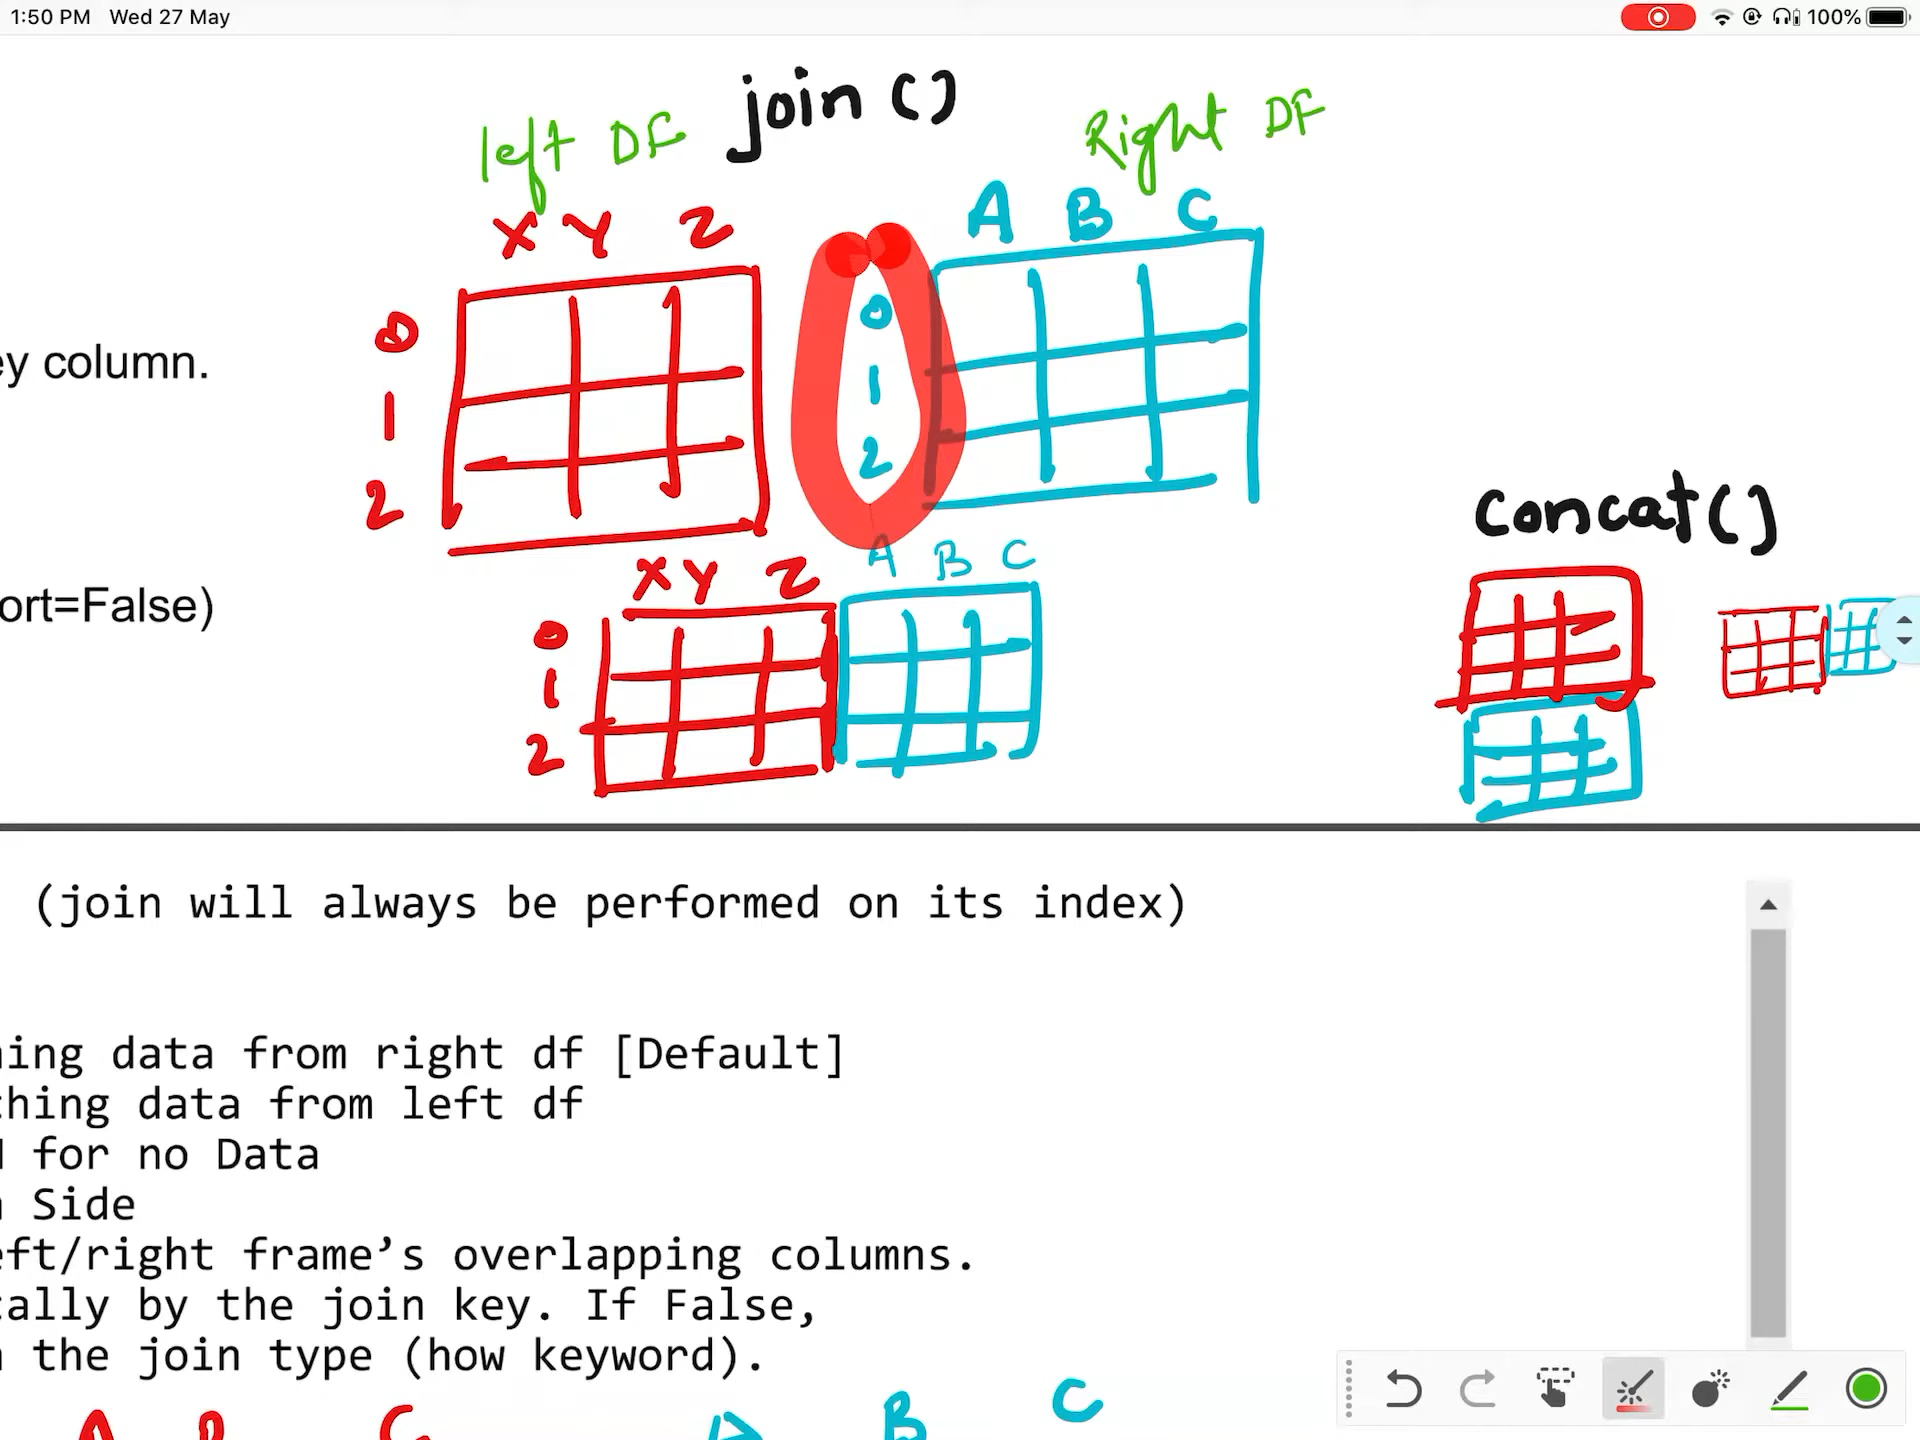 1:50 PM Wed 27 May
100%
join ()
left DF
Right DF
X Y Z
A B C
0
1
2
0
1
2
ey column.
concat()
X Y Z A B C
0
1
2
ort=False)
(join will always be performed on its index)
ing data from right df [Default]
hing data from left df
for no Data
Side
eft/right frame’s overlapping columns.
ally by the join key. If False,
the join type (how keyword).
B C